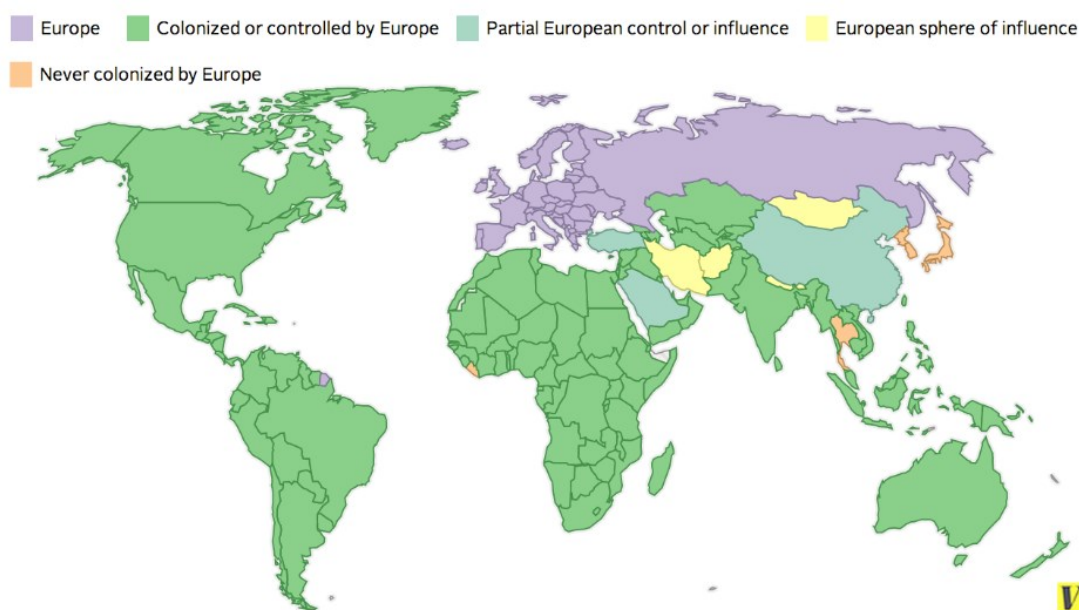 Europe
Colonized or controlled by Europe
Partial European control or influence
European sphere of influence
Never colonized by Europe
V